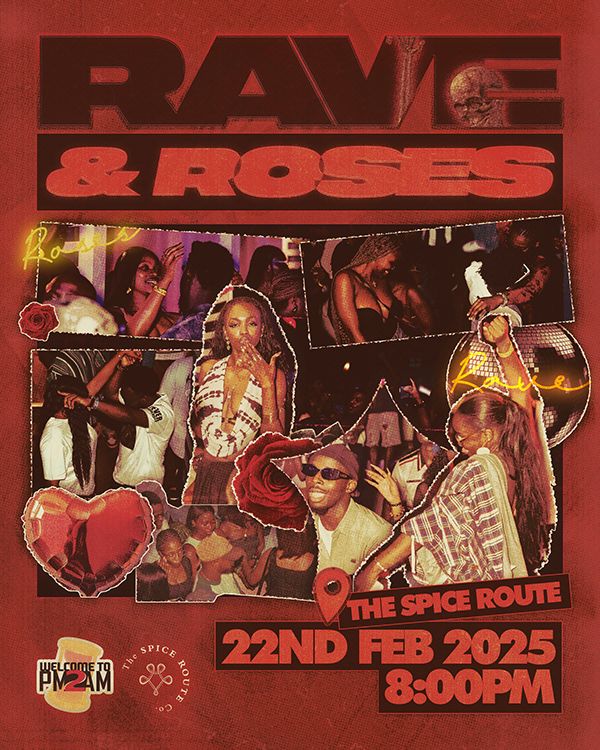 RAVE
& ROSES
Roses
Rave
THE SPICE ROUTE
22ND FEB 2025
8:00PM
WELCOME TO
PM2AM
The SPICE ROUTE Co.